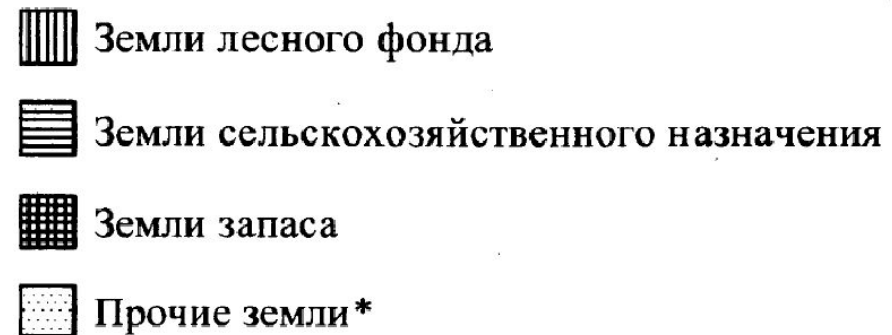 Земли лесного фонда
Земли сельскохозяйственного назначения
Земли запаса
Прочие земли*